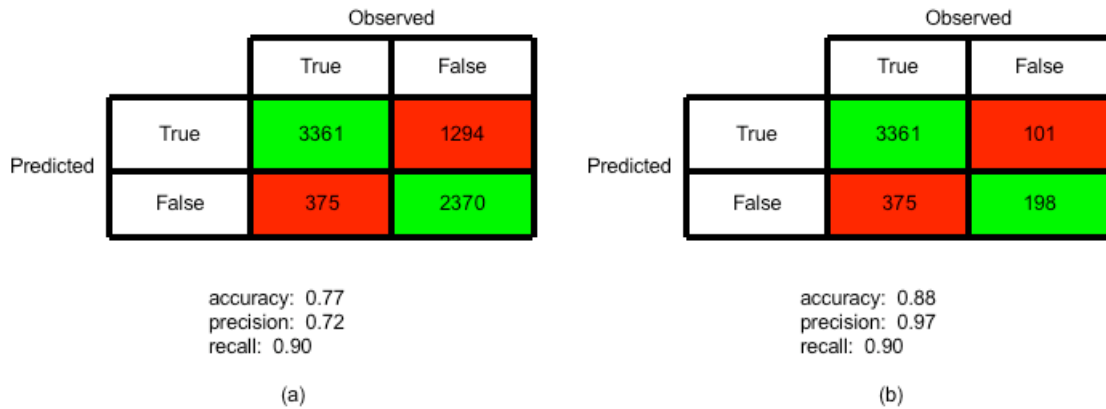 Observed
True False
True 3361 1294
Predicted
False 375 2370
accuracy: 0.77
precision: 0.72
recall: 0.90
(a)
Observed
True False
True 3361 101
Predicted
False 375 198
accuracy: 0.88
precision: 0.97
recall: 0.90
(b)